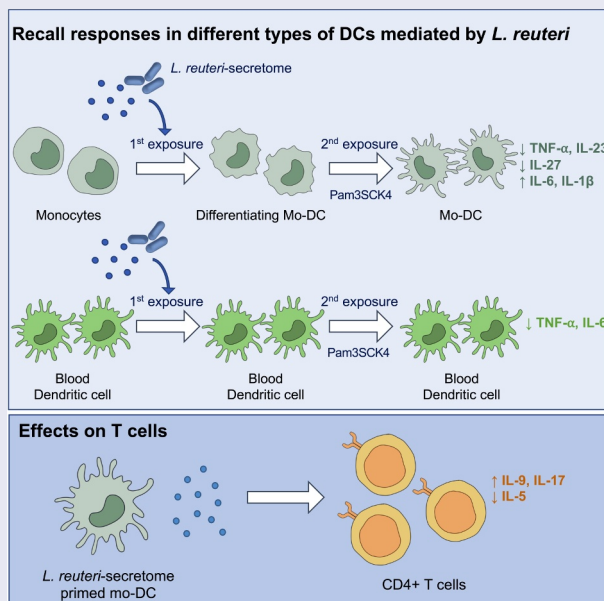 Recall responses in different types of DCs mediated by L. reuteri
L. reuteri-secretome
1st exposure
2nd exposure
Pam3SCK4
↓ TNF-α, IL-23
↓ IL-27
↑ IL-6, IL-1β
Monocytes
Differentiating Mo-DC
Mo-DC
1st exposure
2nd exposure
Pam3SCK4
↓ TNF-α, IL-6
Blood
Dendritic cell
Blood
Dendritic cell
Blood
Dendritic cell
Effects on T cells
↑ IL-9, IL-17
↓ IL-5
L. reuteri-secretome
primed mo-DC
CD4+ T cells